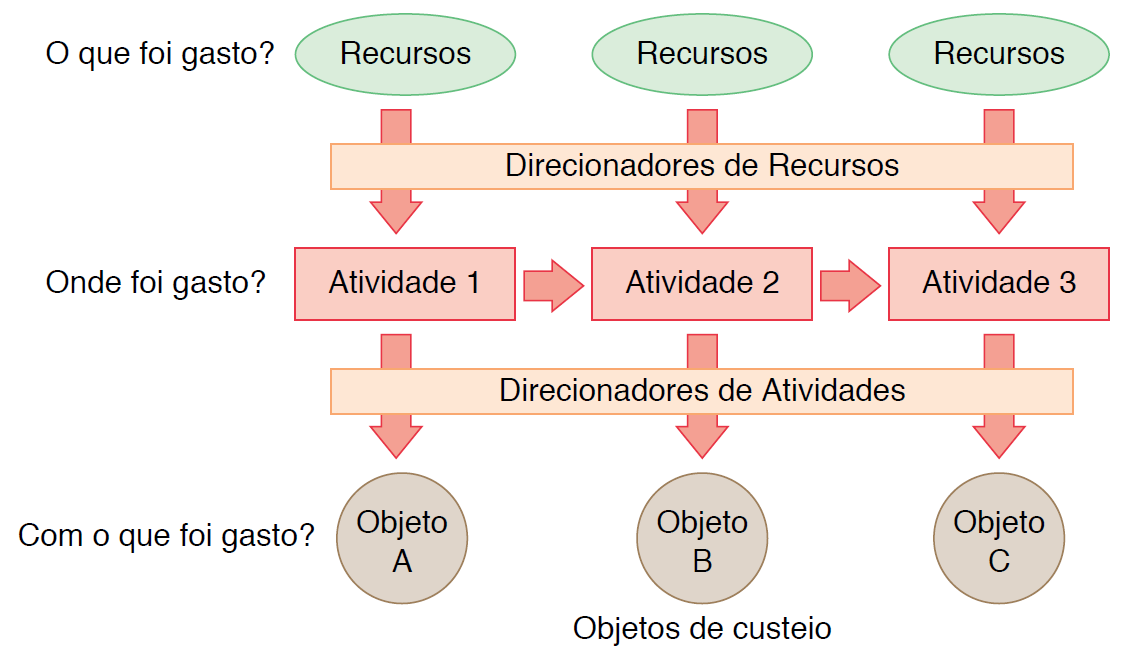 O que foi gasto? Recursos Recursos Recursos
Direcionadores de Recursos
Onde foi gasto? Atividade 1 Atividade 2 Atividade 3
Direcionadores de Atividades
Com o que foi gasto? Objeto A Objeto B Objeto C
Objetos de custeio